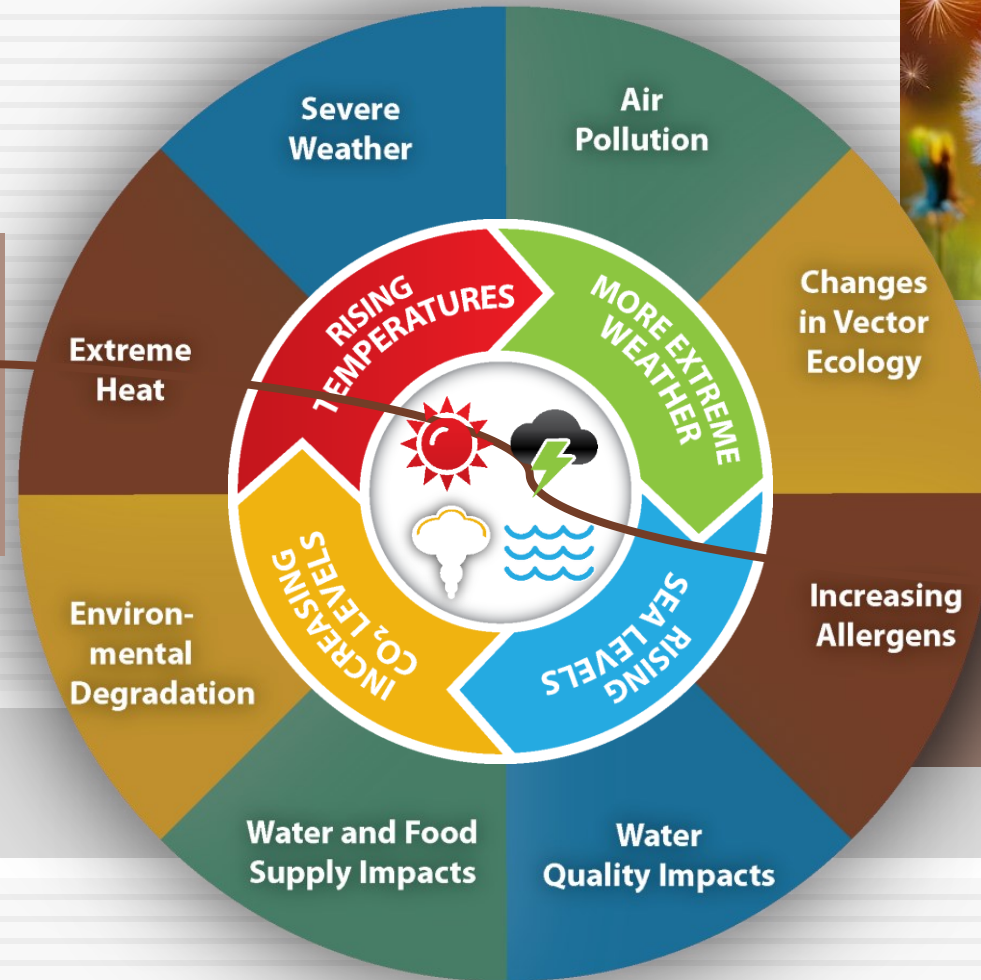 Severe
Weather
Air
Pollution
Changes
in Vector
Ecology
Increasing
Allergens
Water
Quality Impacts
Water and Food
Supply Impacts
Environ-
mental
Degradation
Extreme
Heat
RISING
TEMPERATURES
MORE EXTREME
WEATHER
RISING
SEA LEVELS
INCREASING
CO₂ LEVELS